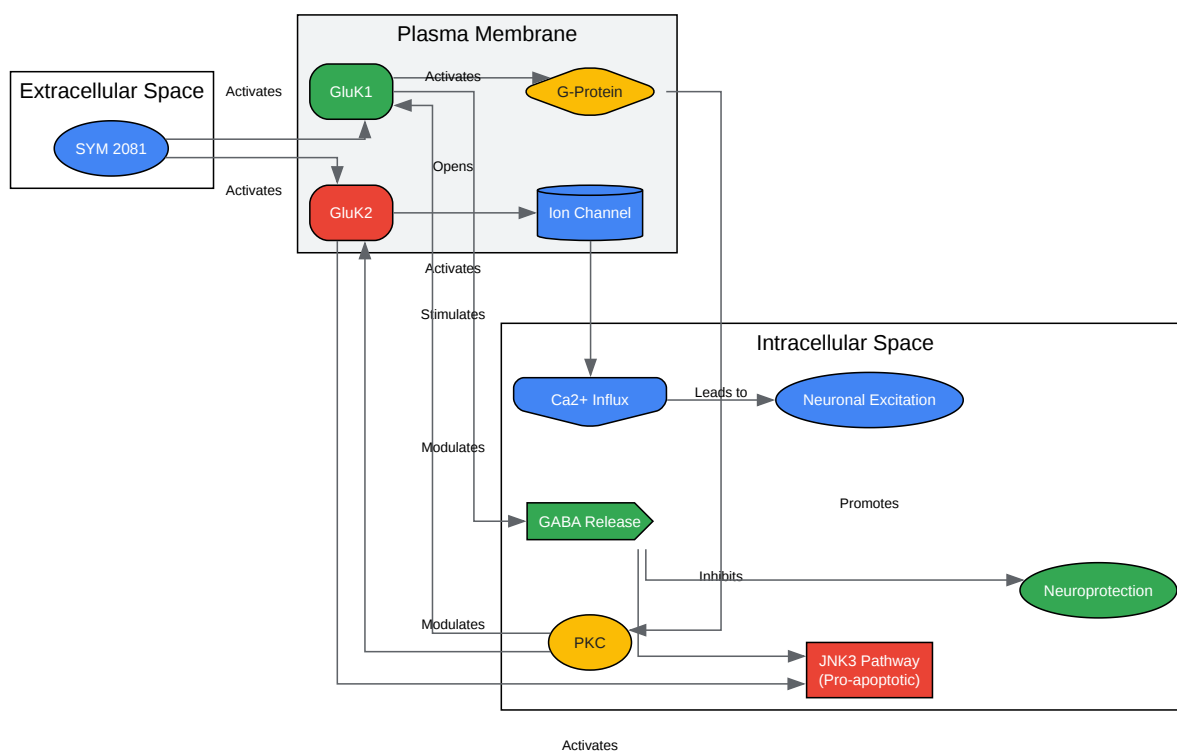 Plasma Membrane
Extracellular Space
Activates
GluK1
Activates
G-Protein
SYM 2081
Opens
Activates
GluK2
Ion Channel
Activates
Stimulates
Intracellular Space
Ca2+ Influx
Leads to
Neuronal Excitation
Modulates
Promotes
GABA Release
Inhibits
Neuroprotection
Modulates
PKC
JNK3 Pathway
(Pro-apoptotic)
Activates